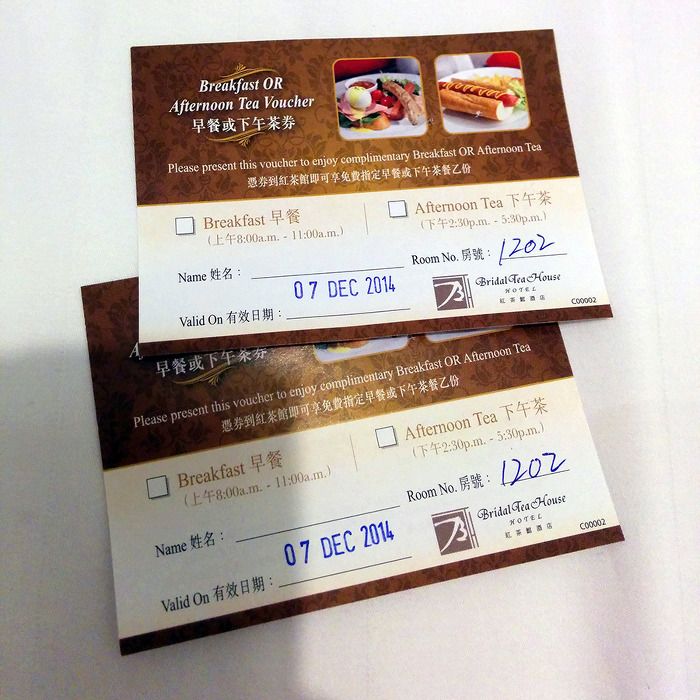 Breakfast OR
Afternoon Tea Voucher
早餐或下午茶券
Please present this voucher to enjoy complimentary Breakfast OR Afternoon Tea
憑券到紅茶館即可享免費指定早餐或下午茶餐乙份
Breakfast 早餐
(上午8:00a.m. - 11:00a.m.)
Afternoon Tea 下午茶
(下午2:30p.m. - 5:30p.m.)
Room No. 房號： 1202
Name 姓名：
07 DEC 2014
Valid On 有效日期：
Bridal Tea House
HOTEL
紅茶館酒店
C00002
早餐或下午茶券
Please present this voucher to enjoy complimentary Breakfast OR Afternoon Tea
憑券到紅茶館即可享免費指定早餐或下午茶餐乙份
Breakfast 早餐
(上午8:00a.m. - 11:00a.m.)
Afternoon Tea 下午茶
(下午2:30p.m. - 5:30p.m.)
Room No. 房號： 1202
Name 姓名：
07 DEC 2014
Valid On 有效日期：
Bridal Tea House
HOTEL
紅茶館酒店
C00002